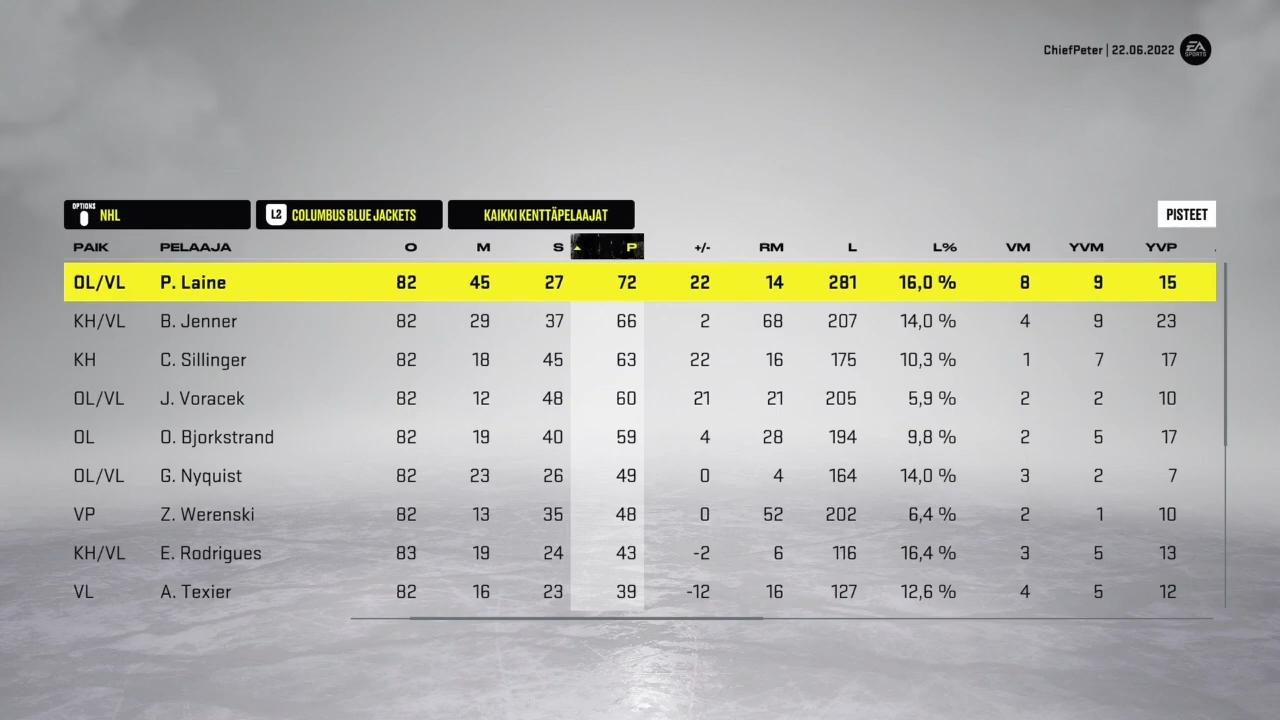 ChiefPeter | 22.06.2022 EA SPORTS
OPTIONS NHL L2 COLUMBUS BLUE JACKETS KAIKKI KENTTÄPELAAJAT PISTEET
PAIK PELAAJA O M S P +/- RM L L% VM YVM YVP
OL/VL P. Laine 82 45 27 72 22 14 281 16,0 % 8 9 15
KH/VL B. Jenner 82 29 37 66 2 68 207 14,0 % 4 9 23
KH C. Sillinger 82 18 45 63 22 16 175 10,3 % 1 7 17
OL/VL J. Voracek 82 12 48 60 21 21 205 5,9 % 2 2 10
OL O. Bjorkstrand 82 19 40 59 4 28 194 9,8 % 2 5 17
OL/VL G. Nyquist 82 23 26 49 0 4 164 14,0 % 3 2 7
VP Z. Werenski 82 13 35 48 0 52 202 6,4 % 2 1 10
KH/VL E. Rodrigues 83 19 24 43 -2 6 116 16,4 % 3 5 13
VL A. Texier 82 16 23 39 -12 16 127 12,6 % 4 5 12